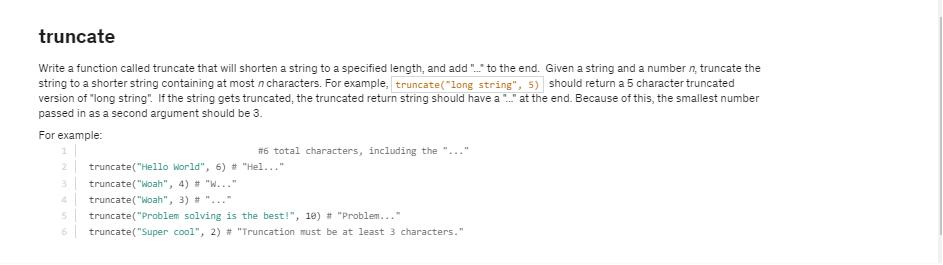 truncate
Write a function called truncate that will shorten a string to a specified length, and add "..." to the end. Given a string and a number n, truncate the
string to a shorter string containing at most n characters. For example, truncate("long string", 5) should return a 5 character truncated
version of "long string". If the string gets truncated, the truncated return string should have a "..." at the end. Because of this, the smallest number
passed in as a second argument should be 3.
For example:
1 #6 total characters, including the "..."
2 truncate("Hello World", 6) # "Hel..."
3 truncate("Woah", 4) # "W..."
4 truncate("Woah", 3) # "..."
5 truncate("Problem solving is the best!", 10) # "Problem..."
6 truncate("Super cool", 2) # "Truncation must be at least 3 characters."